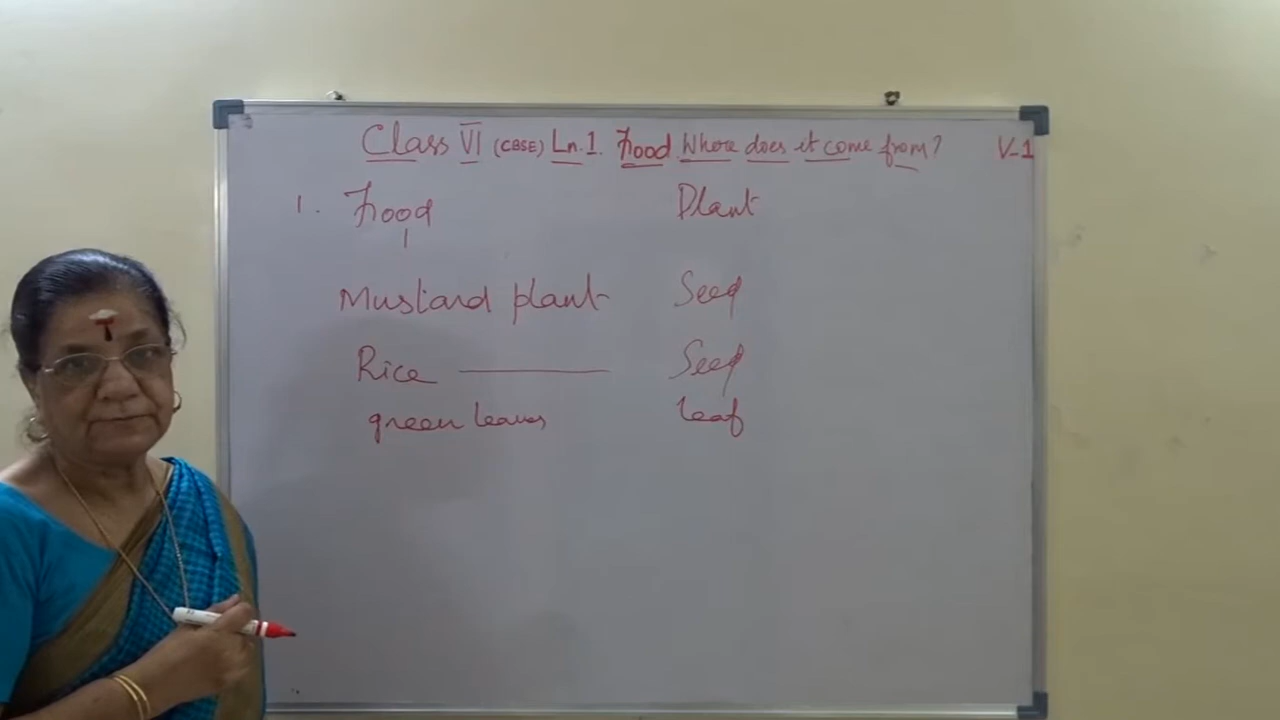 Class VI (CBSE) Ln.1. Food. Where does it come from? V-1
1. Food Plant
Mustard plant Seed
Rice Seed
green leaves leaf